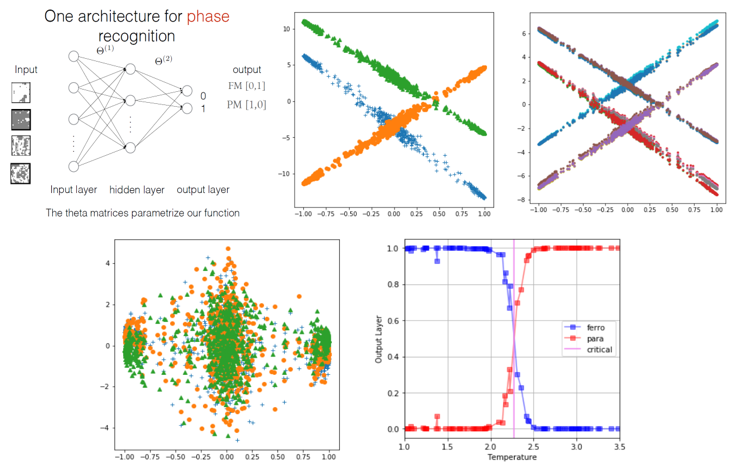 One architecture for phase
recognition
Θ(1)
Θ(2)
Input
output
0
1
FM [0,1]
PM [1,0]
Input layer hidden layer output layer
The theta matrices parametrize our function
10
5
0
−5
−10
−1.00 −0.75 −0.50 −0.25 0.00 0.25 0.50 0.75 1.00
8
6
4
2
0
−2
−4
−6
−8
−1.00 −0.75 −0.50 −0.25 0.00 0.25 0.50 0.75 1.00
4
2
0
−2
−4
−1.00 −0.75 −0.50 −0.25 0.00 0.25 0.50 0.75 1.00
1.0
0.8
0.6
0.4
0.2
0.0
Output Layer
ferro
para
critical
1.0 1.5 2.0 2.5 3.0 3.5
Temperature